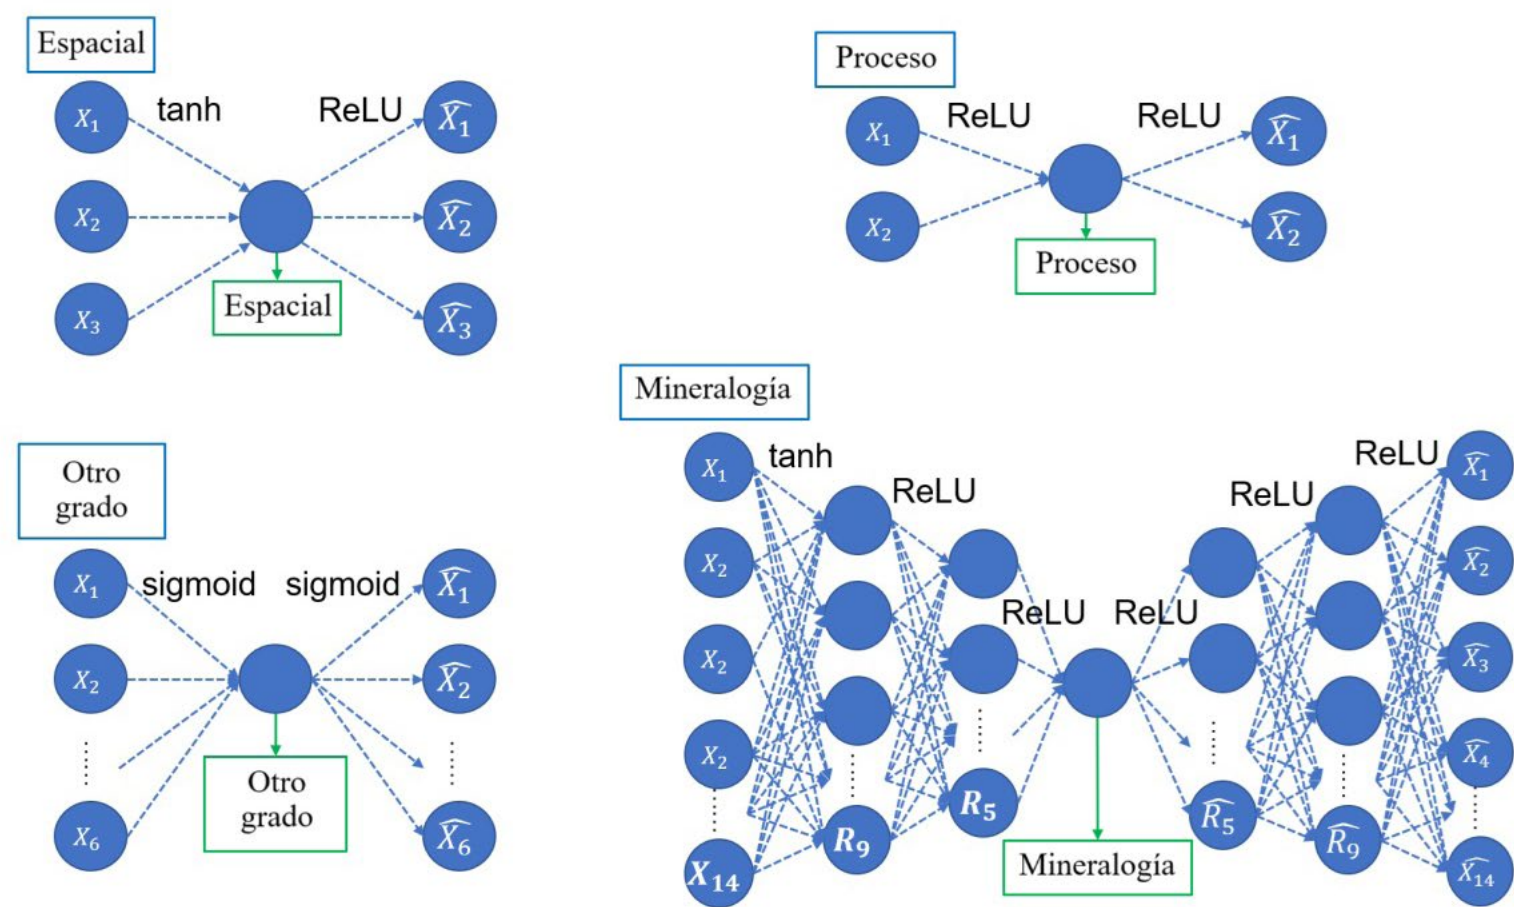 Espacial
X1
tanh
ReLU
X̂1
X2
X̂2
X3
Espacial
X̂3
Proceso
X1
ReLU
ReLU
X̂1
X2
X̂2
Proceso
Otro
grado
X1
sigmoid
sigmoid
X̂1
X2
X̂2
Otro
grado
X6
X̂6
Mineralogía
X1
tanh
ReLU
ReLU
ReLU
X̂1
X2
X̂2
ReLU
ReLU
X2
X̂3
X2
X̂4
R5
R̂5
R9
R̂9
X14
Mineralogía
X̂14